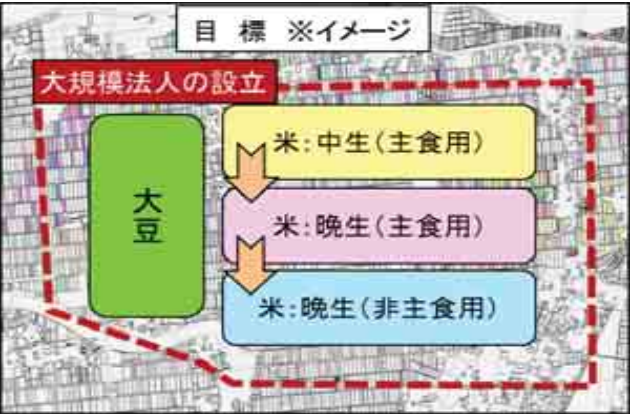 目 標 ※イメージ
大規模法人の設立
大豆
米:中生(主食用)
米:晩生(主食用)
米:晩生(非主食用)